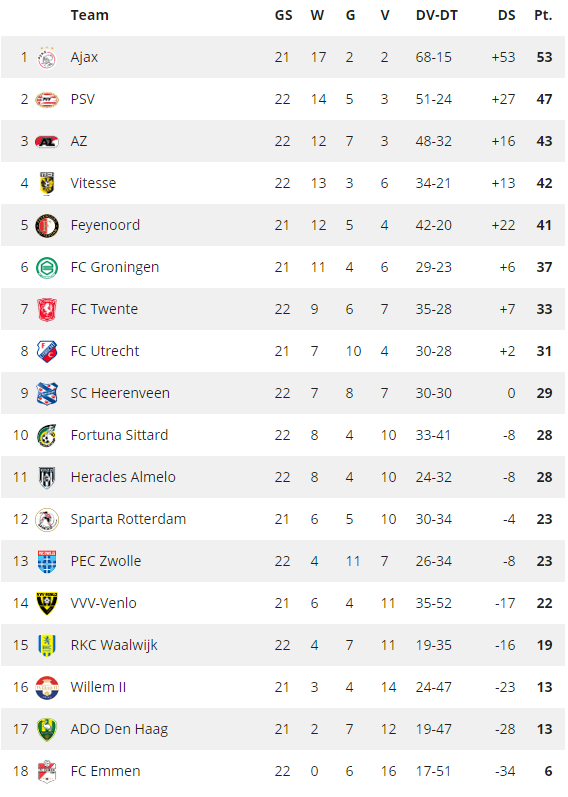 Team GS W G V DV-DT DS Pt.
1 Ajax 21 17 2 2 68-15 +53 53
2 PSV 22 14 5 3 51-24 +27 47
3 AZ 22 12 7 3 48-32 +16 43
4 Vitesse 22 13 3 6 34-21 +13 42
5 Feyenoord 21 12 5 4 42-20 +22 41
6 FC Groningen 21 11 4 6 29-23 +6 37
7 FC Twente 22 9 6 7 35-28 +7 33
8 FC Utrecht 21 7 10 4 30-28 +2 31
9 SC Heerenveen 22 7 8 7 30-30 0 29
10 Fortuna Sittard 22 8 4 10 33-41 -8 28
11 Heracles Almelo 22 8 4 10 24-32 -8 28
12 Sparta Rotterdam 21 6 5 10 30-34 -4 23
13 PEC Zwolle 22 4 11 7 26-34 -8 23
14 VVV-Venlo 21 6 4 11 35-52 -17 22
15 RKC Waalwijk 22 4 7 11 19-35 -16 19
16 Willem II 21 3 4 14 24-47 -23 13
17 ADO Den Haag 21 2 7 12 19-47 -28 13
18 FC Emmen 22 0 6 16 17-51 -34 6